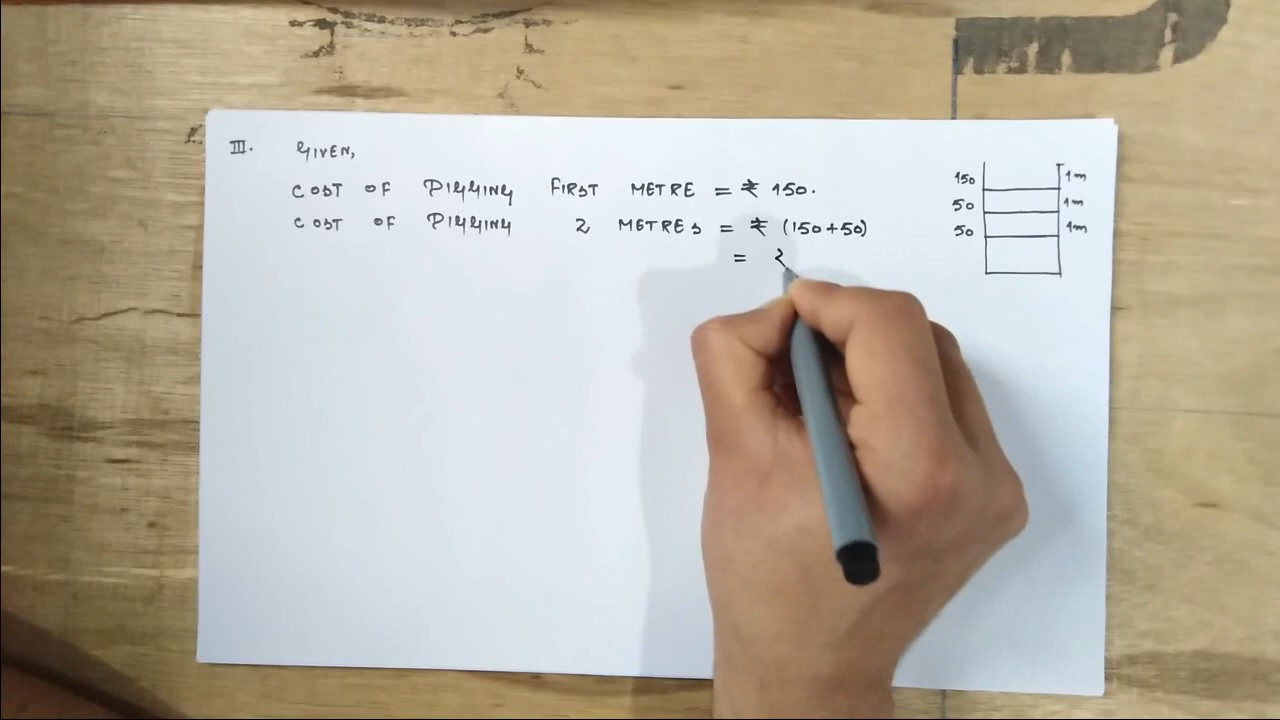 III. GIVEN,
COST OF DIGGING FIRST METRE = ₹ 150.
COST OF DIGGING 2 METRES = ₹ (150+50)
= ₹
150 1m
50 1m
50 1m